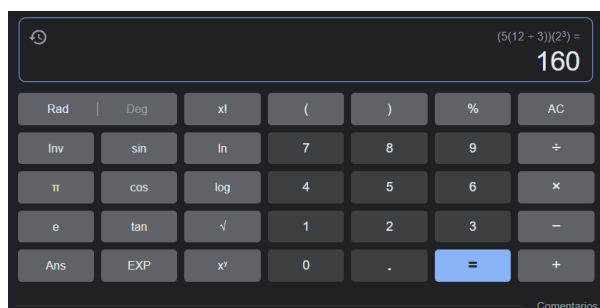 (5(12 ÷ 3))(2³) =
160
Rad | Deg x! ( ) % AC
Inv sin ln 7 8 9 ÷
π cos log 4 5 6 ×
e tan √ 1 2 3 −
Ans EXP xʸ 0 . = +
Comentarios